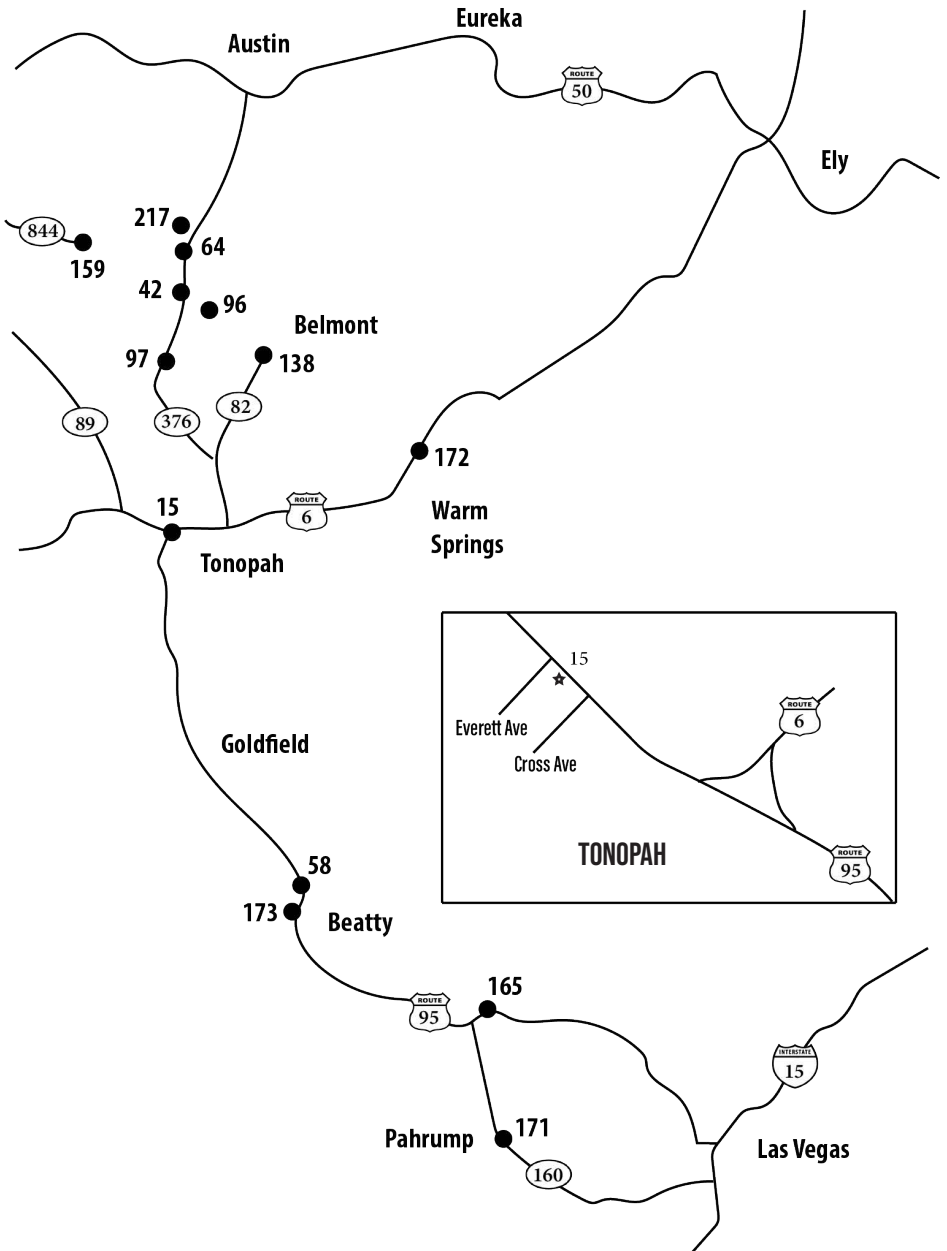 Eureka
Austin
ROUTE
50
Ely
217
844
64
159
42
96
Belmont
97
138
89
376
82
172
15
ROUTE
6
Warm
Springs
Tonopah
15
ROUTE
6
Everett Ave
Cross Ave
Goldfield
TONOPAH
ROUTE
95
58
173
Beatty
165
ROUTE
95
INTERSTATE
15
171
Pahrump
160
Las Vegas